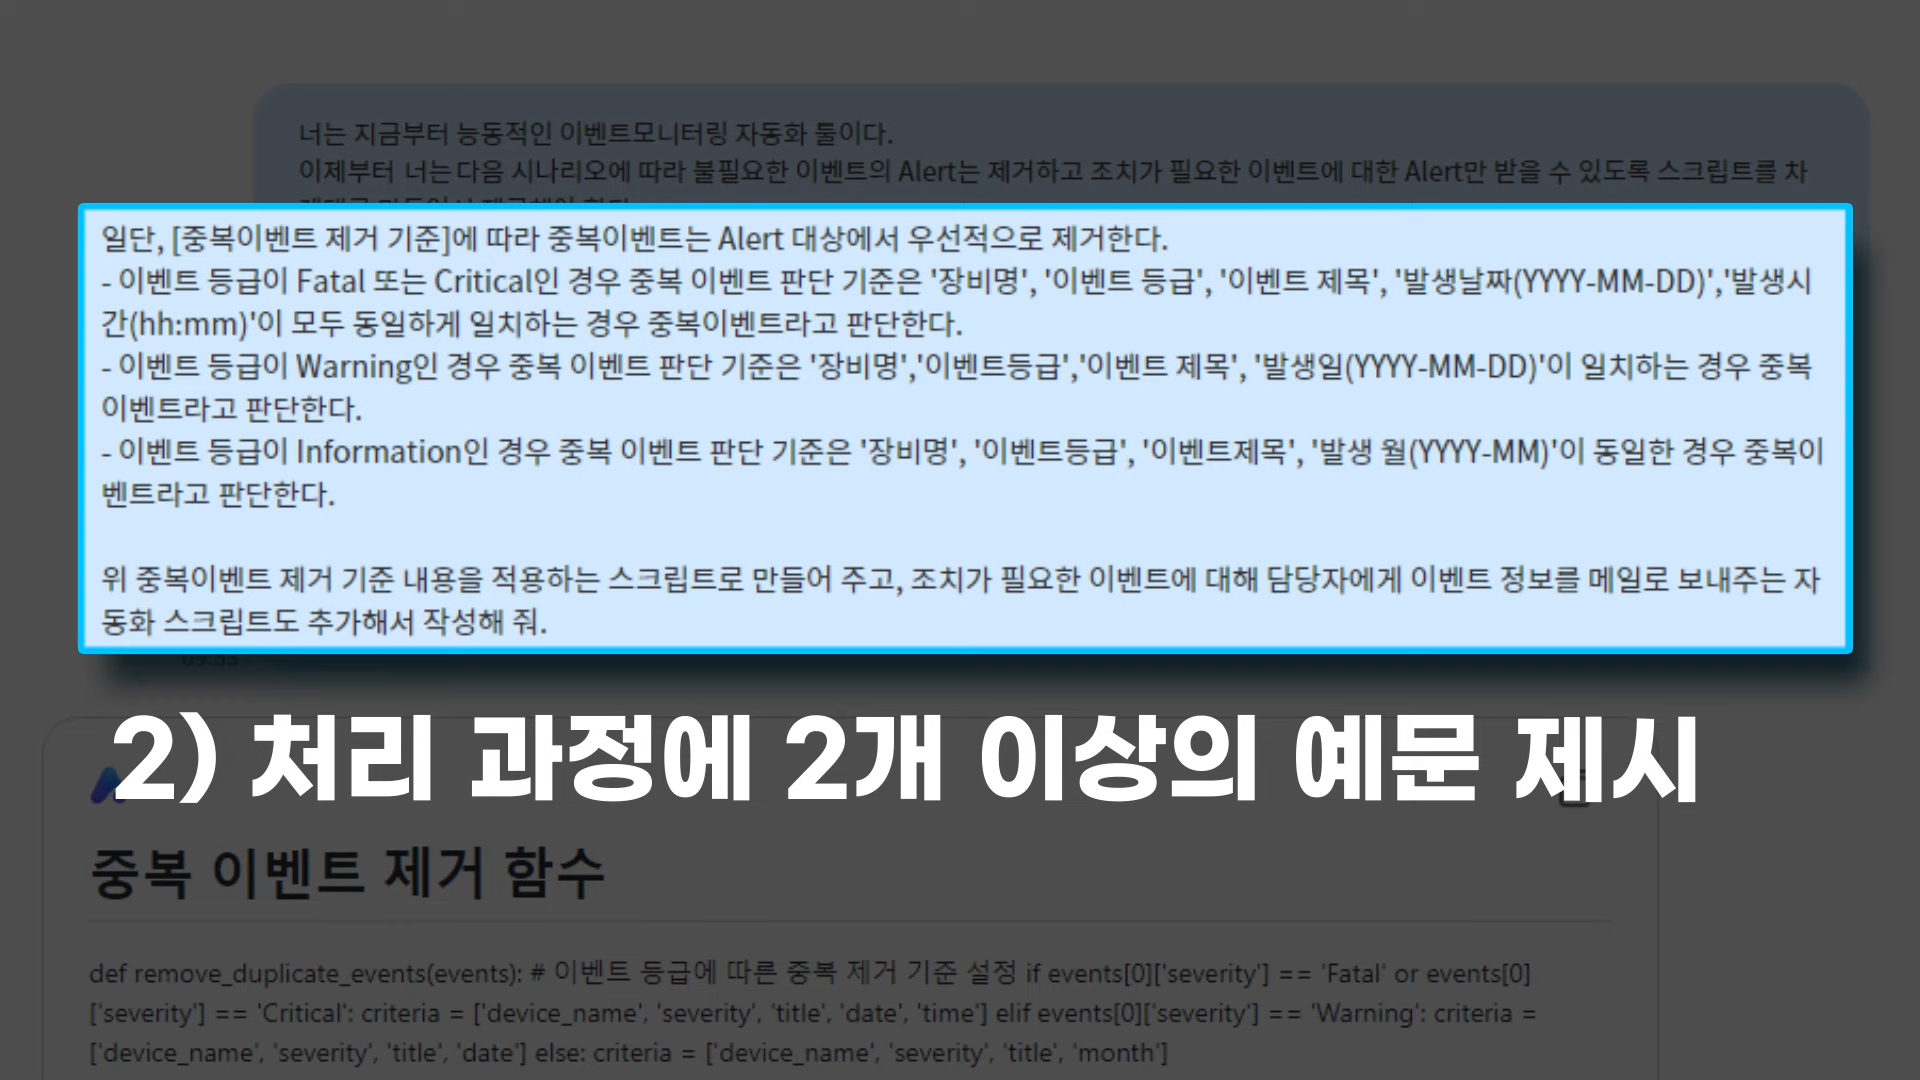 너는 지금부터 능동적인 이벤트모니터링 자동화 툴이다.
이제부터 너는 다음 시나리오에 따라 불필요한 이벤트의 Alert는 제거하고 조치가 필요한 이벤트에 대한 Alert만 받을 수 있도록 스크립트를 차
일단, [중복이벤트 제거 기준]에 따라 중복이벤트는 Alert 대상에서 우선적으로 제거한다.
- 이벤트 등급이 Fatal 또는 Critical인 경우 중복 이벤트 판단 기준은 '장비명', '이벤트 등급', '이벤트 제목', '발생날짜(YYYY-MM-DD)','발생시
간(hh:mm)'이 모두 동일하게 일치하는 경우 중복이벤트라고 판단한다.
- 이벤트 등급이 Warning인 경우 중복 이벤트 판단 기준은 '장비명','이벤트등급','이벤트 제목', '발생일(YYYY-MM-DD)'이 일치하는 경우 중복
이벤트라고 판단한다.
- 이벤트 등급이 Information인 경우 중복 이벤트 판단 기준은 '장비명', '이벤트등급', '이벤트제목', '발생 월(YYYY-MM)'이 동일한 경우 중복이
벤트라고 판단한다.
위 중복이벤트 제거 기준 내용을 적용하는 스크립트로 만들어 주고, 조치가 필요한 이벤트에 대해 담당자에게 이벤트 정보를 메일로 보내주는 자
동화 스크립트도 추가해서 작성해 줘.
2) 처리 과정에 2개 이상의 예문 제시
중복 이벤트 제거 함수
def remove_duplicate_events(events): # 이벤트 등급에 따른 중복 제거 기준 설정 if events[0]['severity'] == 'Fatal' or events[0]
['severity'] == 'Critical': criteria = ['device_name', 'severity', 'title', 'date', 'time'] elif events[0]['severity'] == 'Warning': criteria =
['device_name', 'severity', 'title', 'date'] else: criteria = ['device_name', 'severity', 'title', 'month']